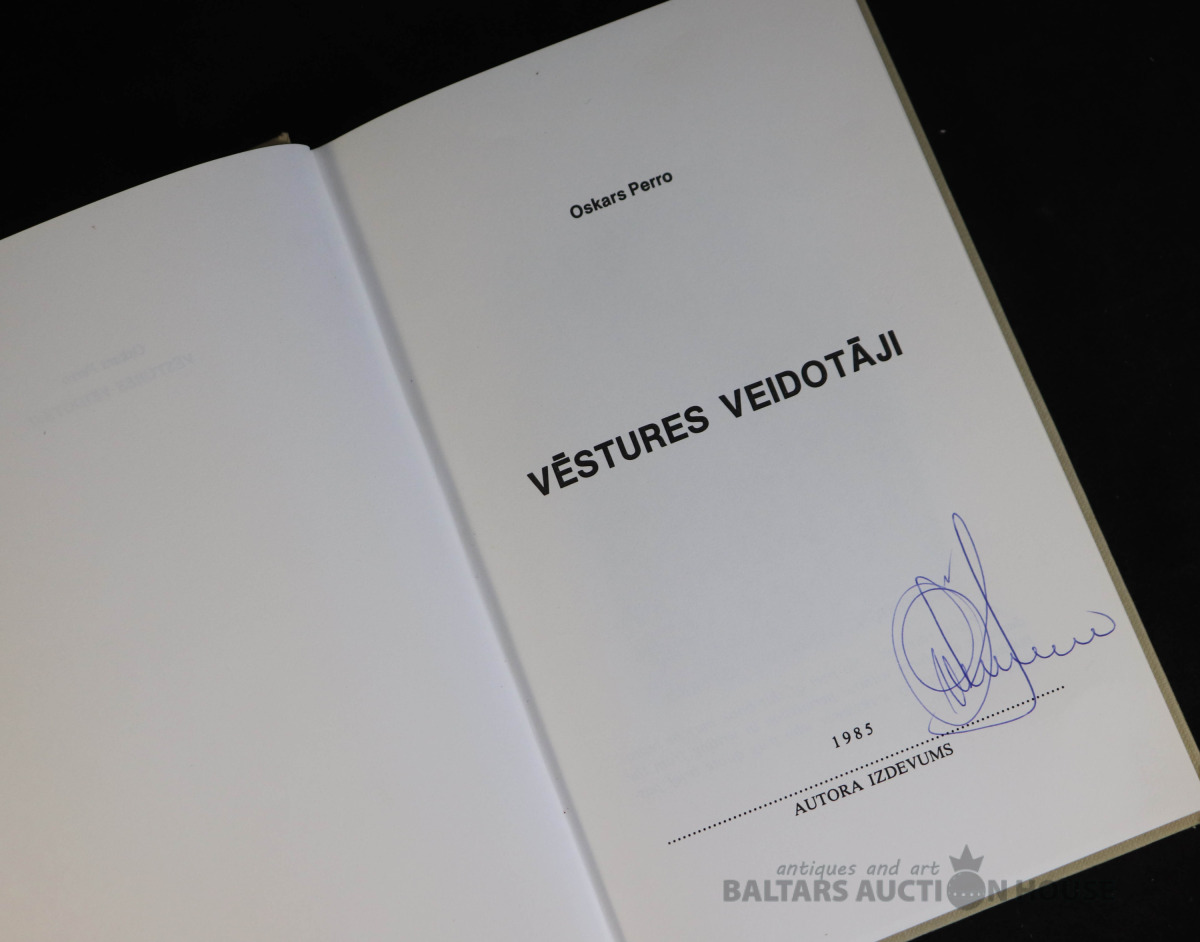 Oskars Perro
VĒSTURES VEIDOTĀJI
1985
AUTORA IZDEVUMS
antiques and art
BALTARS AUCTION HOUSE